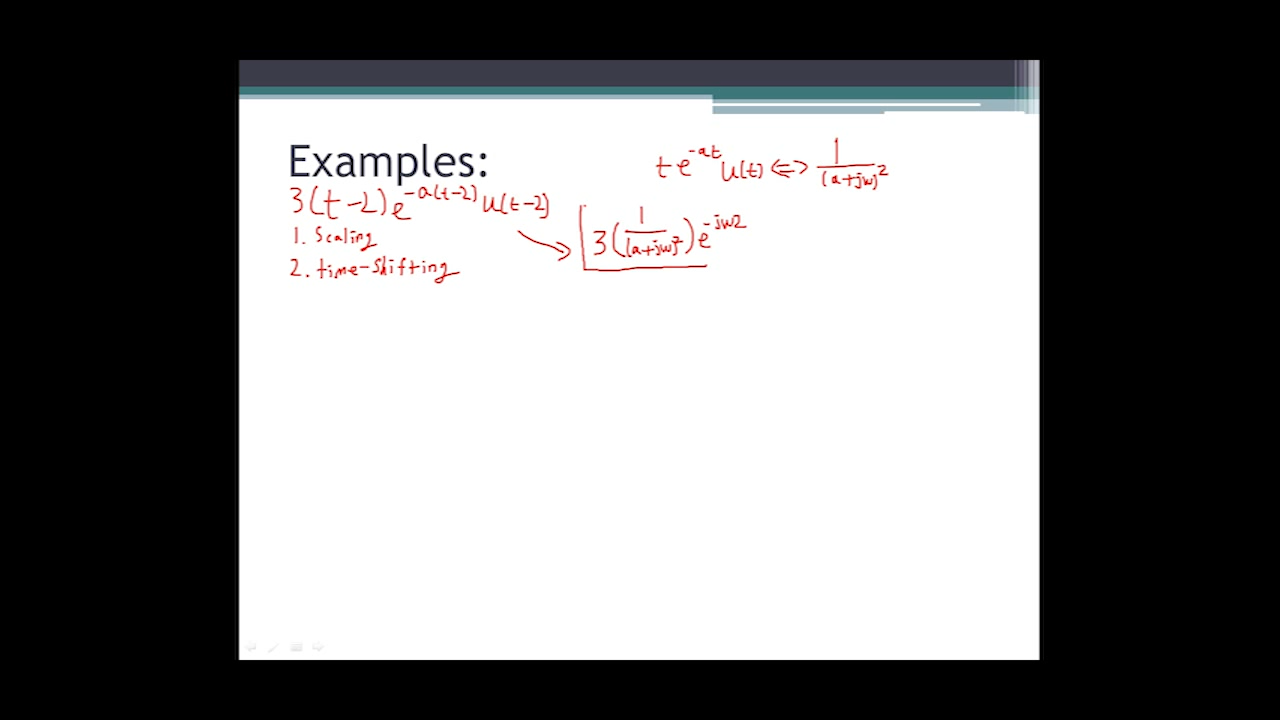 Examples:
te^{-at}u(t) <=> 1/(a+jw)^2
3(t-2)e^{-a(t-2)}u(t-2)
1. Scaling
2. time-shifting
3(1/(a+jw)^2)e^{-jw2}